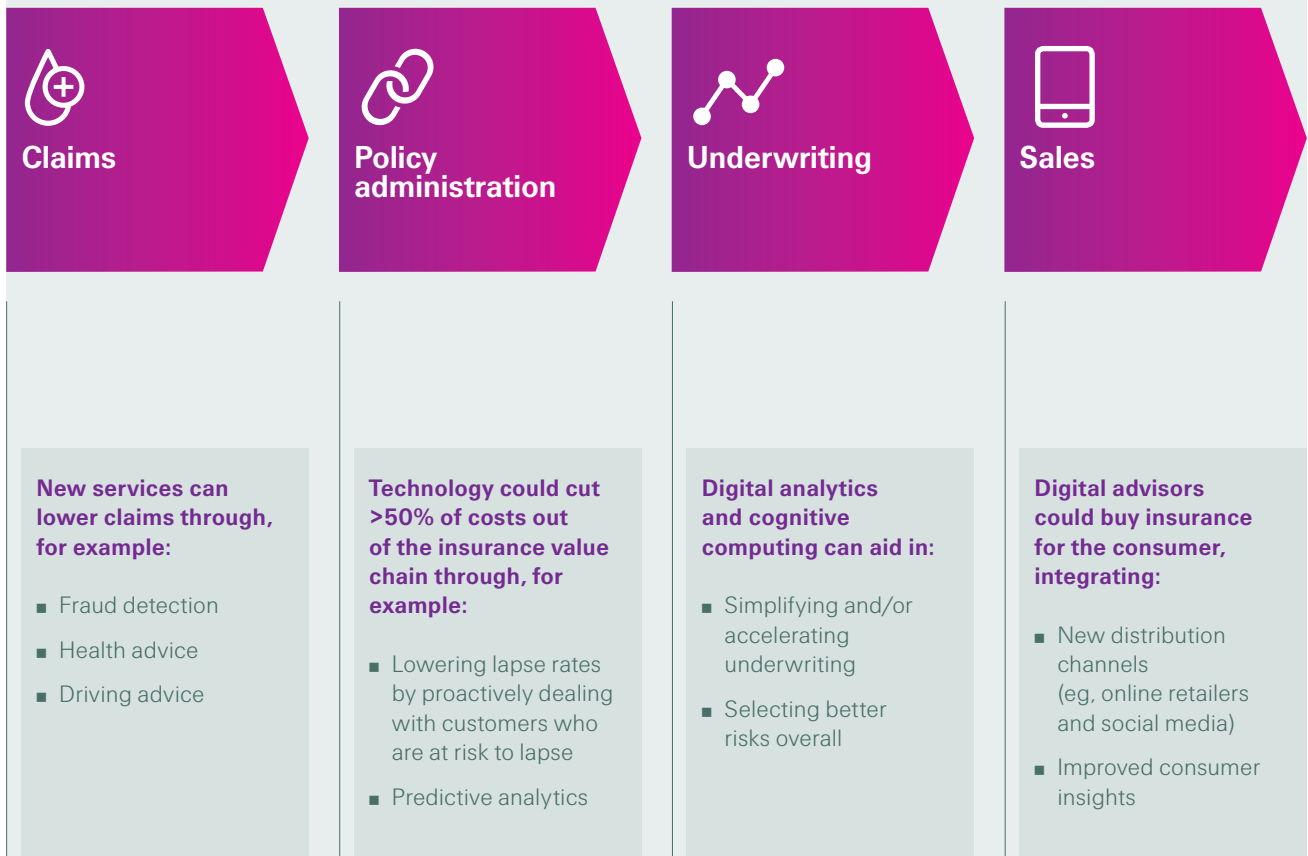 Claims
Policy
administration
Underwriting
Sales
New services can
lower claims through,
for example:
■ Fraud detection
■ Health advice
■ Driving advice
Technology could cut
>50% of costs out
of the insurance value
chain through, for
example:
■ Lowering lapse rates
by proactively dealing
with customers who
are at risk to lapse
■ Predictive analytics
Digital analytics
and cognitive
computing can aid in:
■ Simplifying and/or
accelerating
underwriting
■ Selecting better
risks overall
Digital advisors
could buy insurance
for the consumer,
integrating:
■ New distribution
channels
(eg, online retailers
and social media)
■ Improved consumer
insights